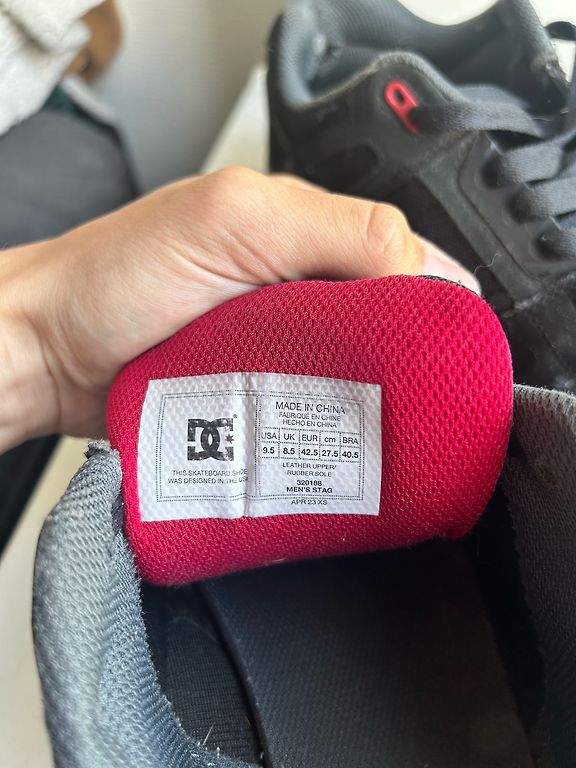 DC
THIS SKATEBOARD SHOE
WAS DESIGNED IN THE USA
MADE IN CHINA
FABRIQUÉ EN CHINE
HECHO EN CHINA
USA UK EUR cm BRA
9.5 8.5 42.5 27.5 40.5
LEATHER UPPER/
RUBBER SOLE
320188
MEN'S STAG
APR 23 XS